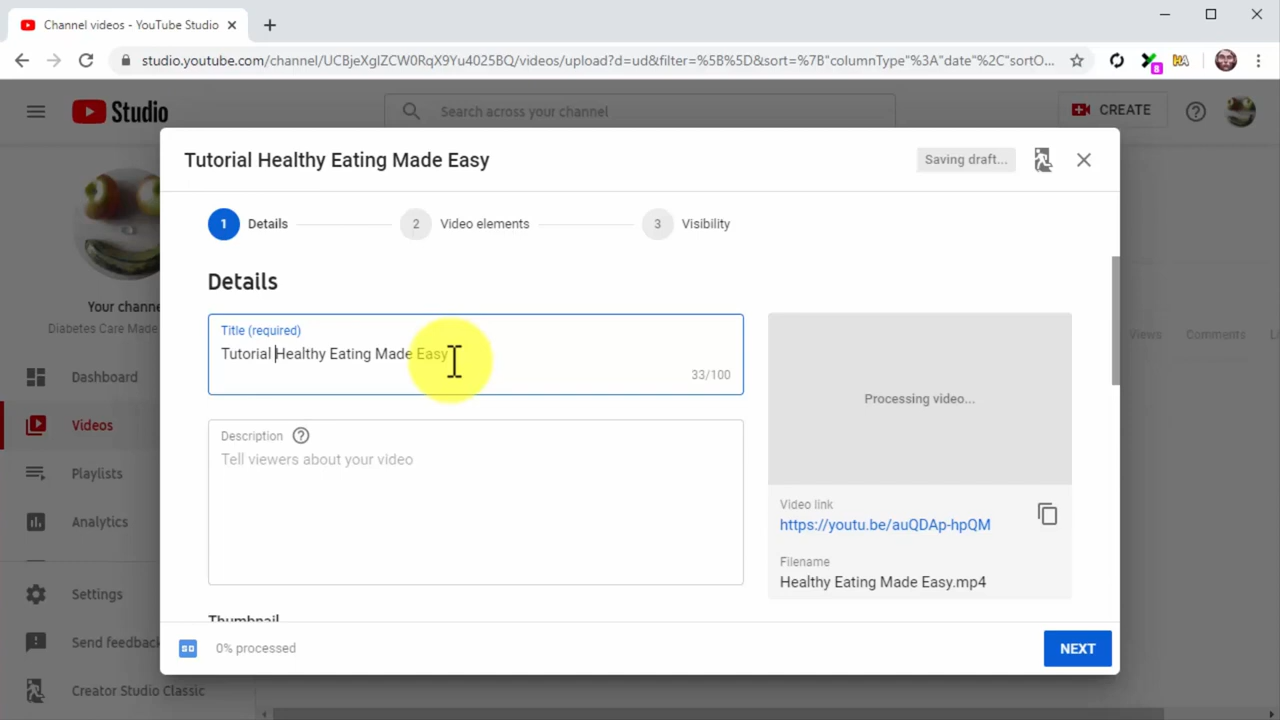 Channel videos - YouTube Studio
studio.youtube.com/channel/UCBjeXgIZCW0RqX9Yu4025BQ/videos/upload?d=ud&filter=%5B%5D&sort=%7B"columnType"%3A"date"%2C"sortO...
8
Studio
Search across your channel
CREATE
Tutorial Healthy Eating Made Easy
Saving draft...
1 Details
2 Video elements
3 Visibility
Details
Title (required)
Tutorial Healthy Eating Made Easy
33/100
Description
Tell viewers about your video
Thumbnail
Processing video...
Video link
https://youtu.be/auQDAp-hpQM
Filename
Healthy Eating Made Easy.mp4
SD
0% processed
NEXT
Your channe
Diabetes Care Made
Dashboard
Videos
Playlists
Analytics
Settings
Send feedback
Creator Studio Classic
Views
Comments